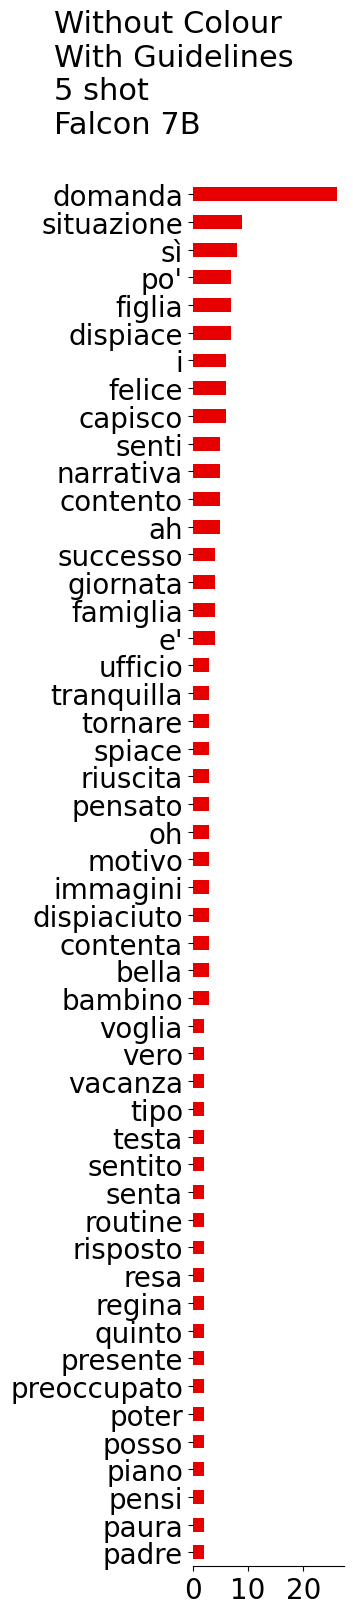 Without Colour
With Guidelines
5 shot
Falcon 7B
domanda
situazione
sì
po'
figlia
dispiace
i
felice
capisco
senti
narrativa
contento
ah
successo
giornata
famiglia
e'
ufficio
tranquilla
tornare
spiace
riuscita
pensato
oh
motivo
immagini
dispiaciuto
contenta
bella
bambino
voglia
vero
vacanza
tipo
testa
sentito
senta
routine
risposto
resa
regina
quinto
presente
preoccupato
poter
posso
piano
pensi
paura
padre
0 10 20